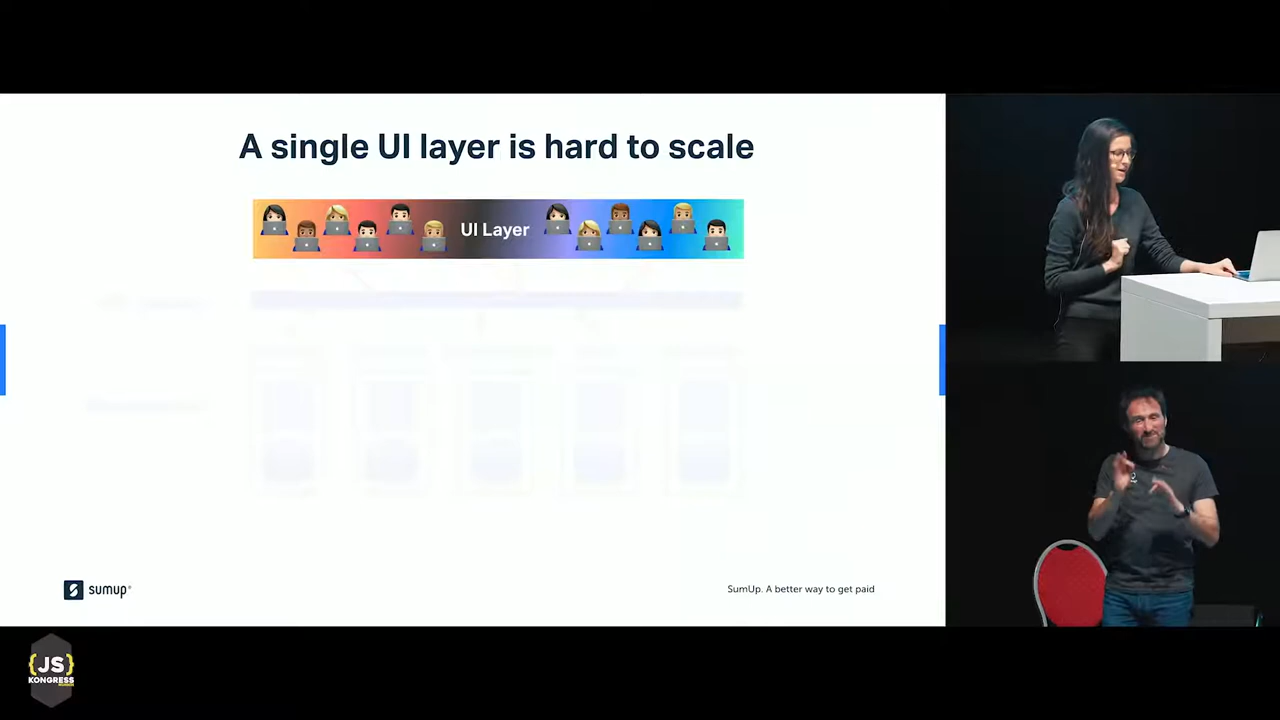 A single UI layer is hard to scale
UI Layer
sumup®
SumUp. A better way to get paid
{JS}
KONGRESS